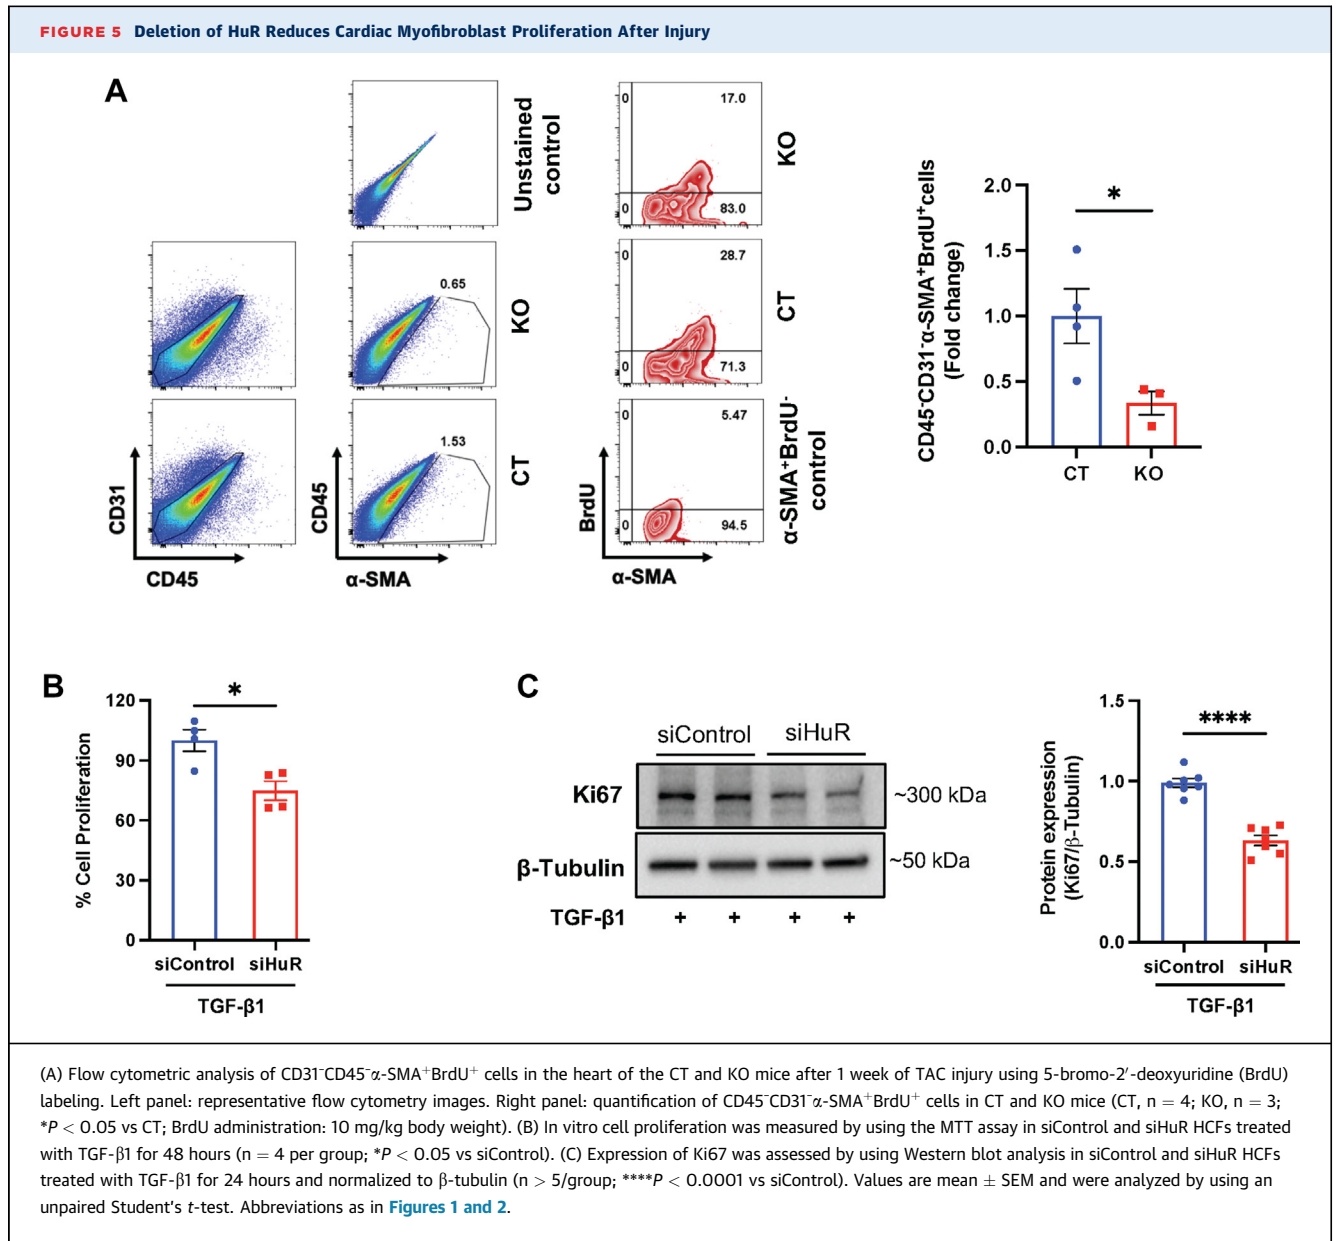 FIGURE 5 Deletion of HuR Reduces Cardiac Myofibroblast Proliferation After Injury
A
Unstained control
17.0
0
0
83.0
KO
0.65
KO
28.7
0
0
71.3
CT
1.53
CT
5.47
0
0
94.5
α-SMA⁺BrdU⁻ control
CD31
CD45
CD45
α-SMA
BrdU
α-SMA
CD45⁻CD31⁻α-SMA⁺BrdU⁺cells
(Fold change)
2.0
1.5
1.0
0.5
0.0
*
CT KO
B
% Cell Proliferation
120
90
60
30
0
*
siControl siHuR
TGF-β1
C
siControl siHuR
Ki67 ~300 kDa
β-Tubulin ~50 kDa
TGF-β1 + + + +
Protein expression
(Ki67/β-Tubulin)
1.5
1.0
0.5
0.0
****
siControl siHuR
TGF-β1
(A) Flow cytometric analysis of CD31⁻CD45⁻α-SMA⁺BrdU⁺ cells in the heart of the CT and KO mice after 1 week of TAC injury using 5-bromo-2′-deoxyuridine (BrdU)
labeling. Left panel: representative flow cytometry images. Right panel: quantification of CD45⁻CD31⁻α-SMA⁺BrdU⁺ cells in CT and KO mice (CT, n = 4; KO, n = 3;
*P < 0.05 vs CT; BrdU administration: 10 mg/kg body weight). (B) In vitro cell proliferation was measured by using the MTT assay in siControl and siHuR HCFs treated
with TGF-β1 for 48 hours (n = 4 per group; *P < 0.05 vs siControl). (C) Expression of Ki67 was assessed by using Western blot analysis in siControl and siHuR HCFs
treated with TGF-β1 for 24 hours and normalized to β-tubulin (n > 5/group; ****P < 0.0001 vs siControl). Values are mean ± SEM and were analyzed by using an
unpaired Student's t-test. Abbreviations as in Figures 1 and 2.